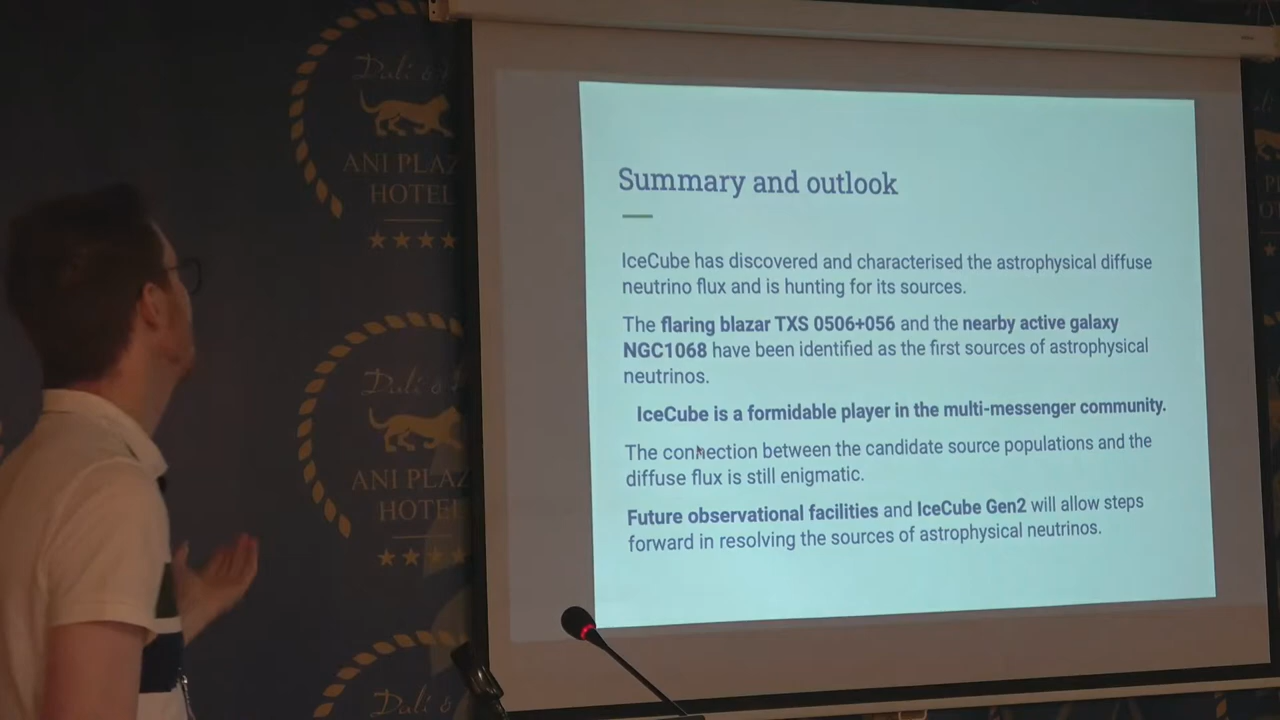 Dali &
ANI PLAZ
HOTEL
Summary and outlook
IceCube has discovered and characterised the astrophysical diffuse
neutrino flux and is hunting for its sources.
The flaring blazar TXS 0506+056 and the nearby active galaxy
NGC1068 have been identified as the first sources of astrophysical
neutrinos.
IceCube is a formidable player in the multi-messenger community.
The connection between the candidate source populations and the
diffuse flux is still enigmatic.
Future observational facilities and IceCube Gen2 will allow steps
forward in resolving the sources of astrophysical neutrinos.
Dali &
ANI PLAZ
HOTEL
Dali &